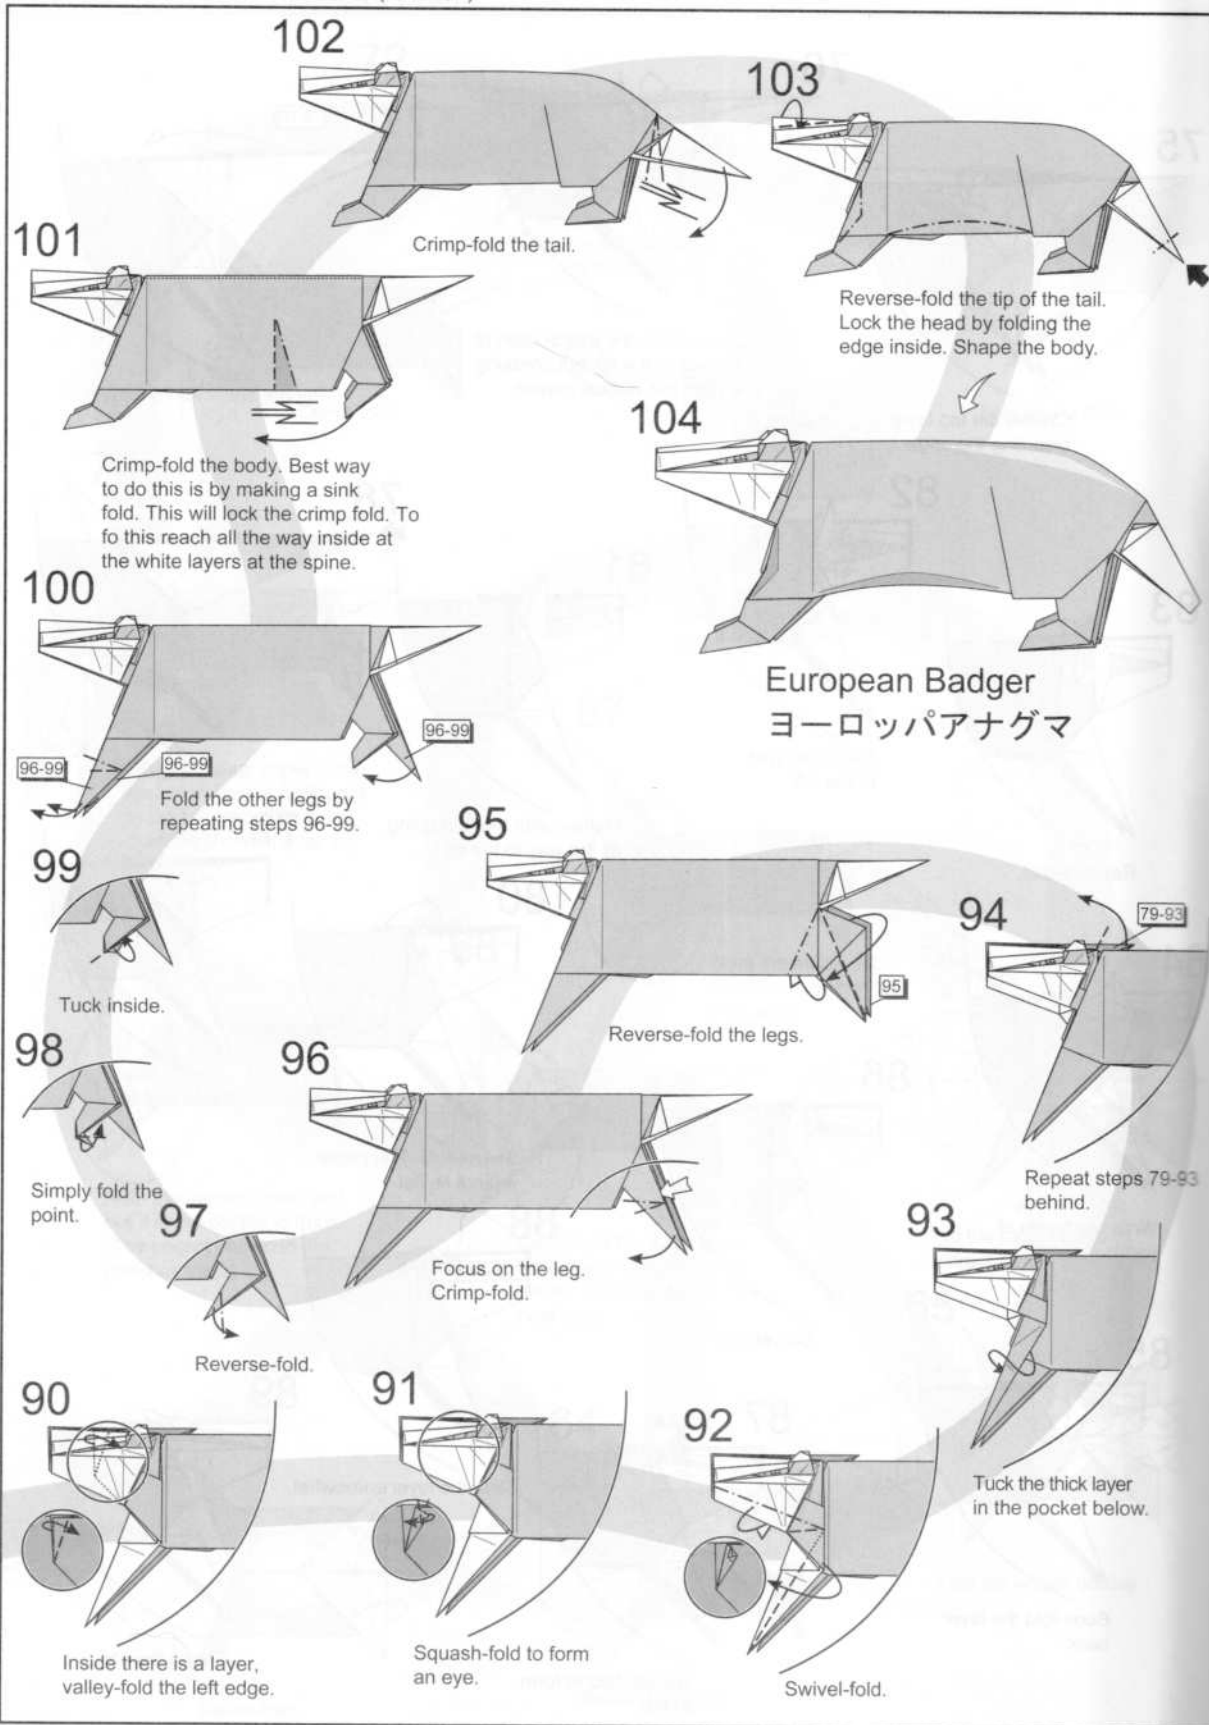 90
Inside there is a layer,
valley-fold the left edge.
91
Squash-fold to form
an eye.
92
Swivel-fold.
93
Tuck the thick layer
in the pocket below.
94
79-93
Repeat steps 79-93
behind.
95
95
Reverse-fold the legs.
96
Focus on the leg.
Crimp-fold.
97
Reverse-fold.
98
Simply fold the
point.
99
Tuck inside.
100
96-99
96-99
96-99
Fold the other legs by
repeating steps 96-99.
101
Crimp-fold the body. Best way
to do this is by making a sink
fold. This will lock the crimp fold. To
fo this reach all the way inside at
the white layers at the spine.
102
Crimp-fold the tail.
103
Reverse-fold the tip of the tail.
Lock the head by folding the
edge inside. Shape the body.
104
European Badger
ヨーロッパアナグマ